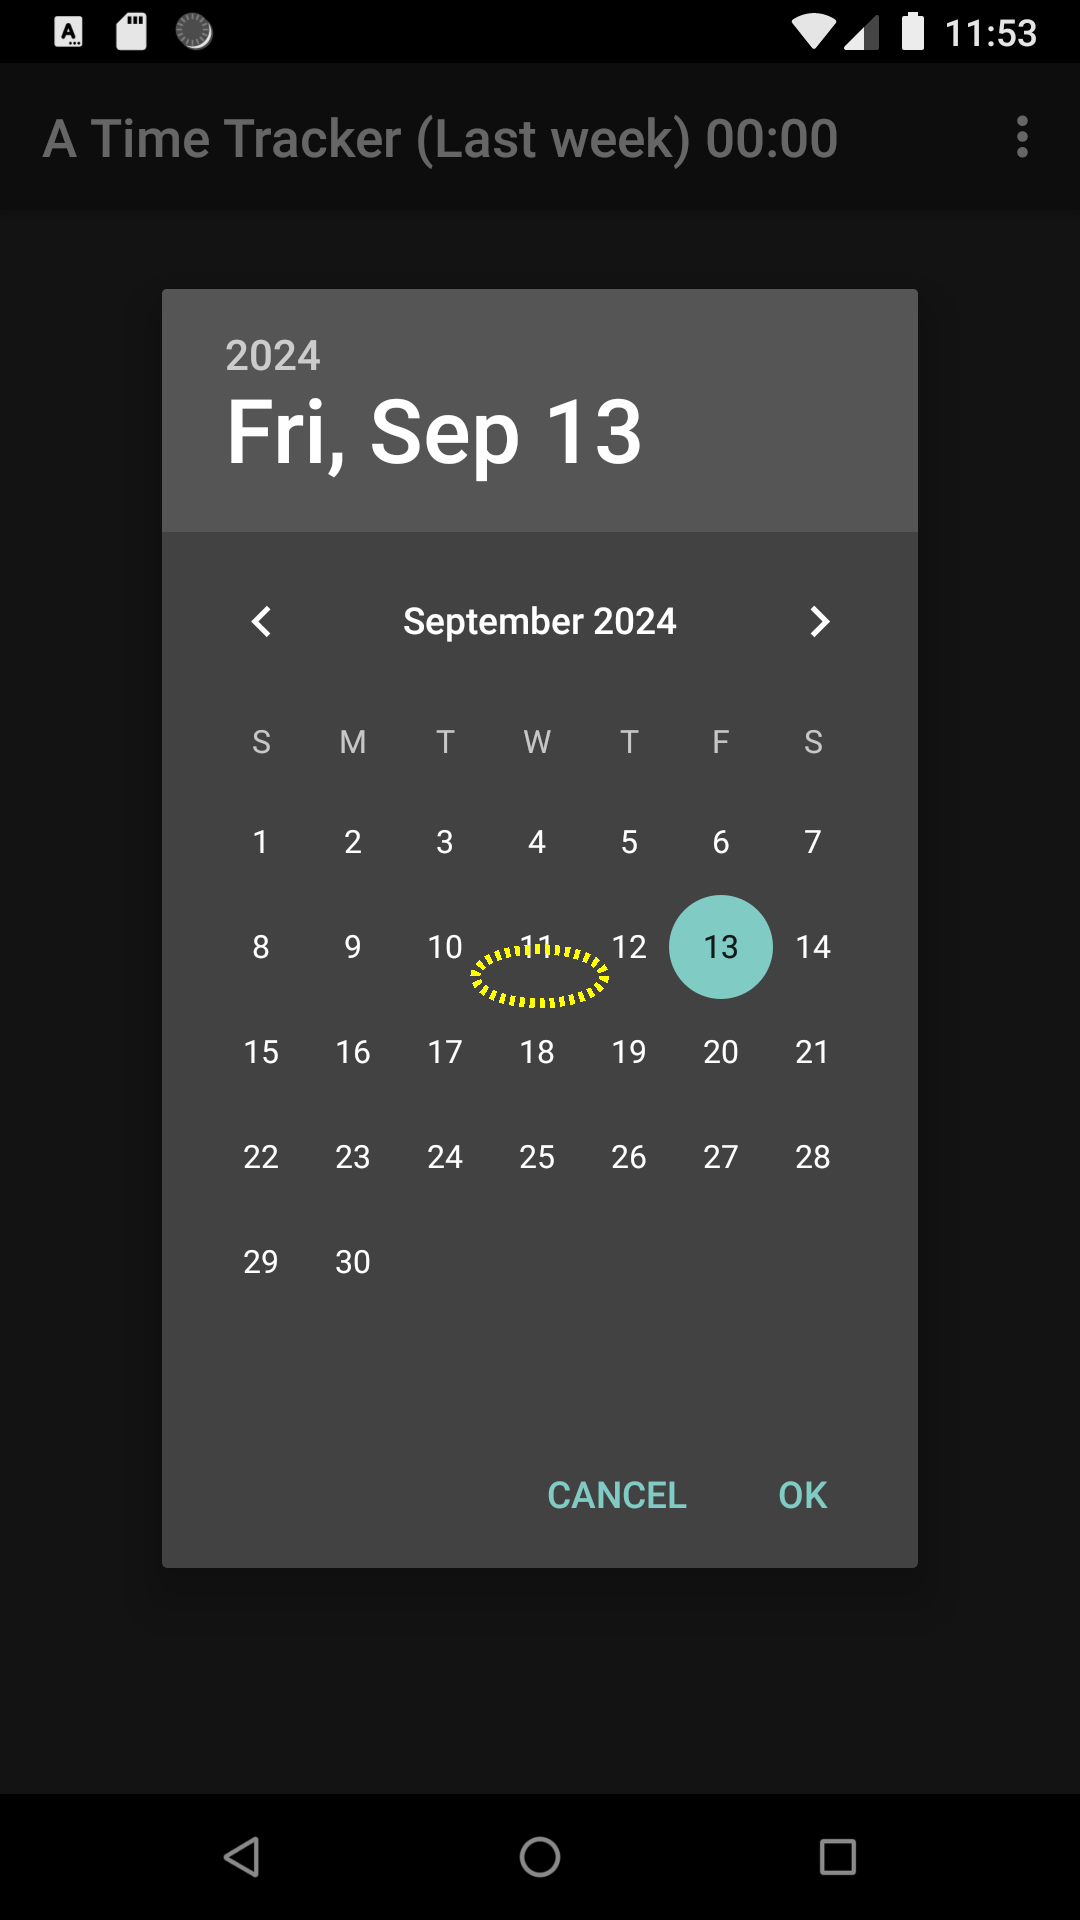 11:53
A Time Tracker (Last week) 00:00
2024
Fri, Sep 13
September 2024
S M T W T F S
1 2 3 4 5 6 7
8 9 10 11 12 13 14
15 16 17 18 19 20 21
22 23 24 25 26 27 28
29 30
CANCEL OK